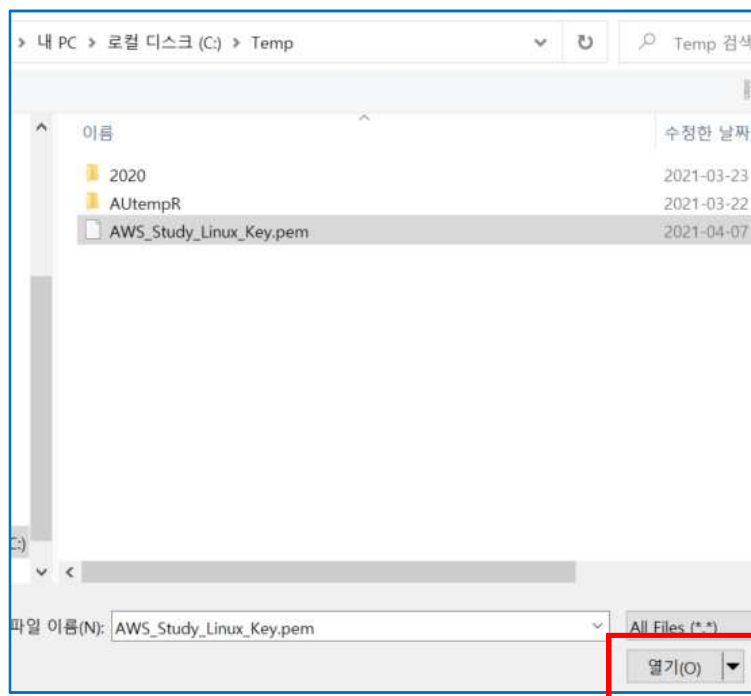 › 내 PC › 로컬 디스크 (C:) › Temp
Temp 검색
이름
수정한 날짜
2020
2021-03-23
AUtempR
2021-03-22
AWS_Study_Linux_Key.pem
2021-04-07
C:)
파일 이름(N):
AWS_Study_Linux_Key.pem
All Files (*.*)
열기(O)